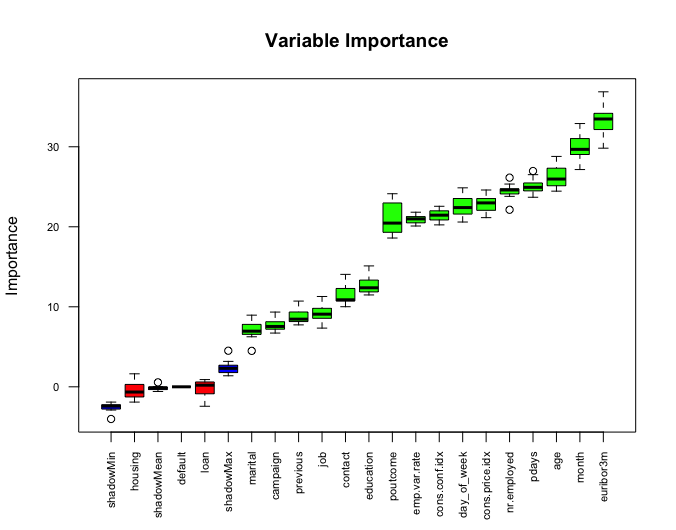 Variable Importance
Importance
30
20
10
0
shadowMin
housing
shadowMean
default
loan
shadowMax
marital
campaign
previous
job
contact
education
poutcome
emp.var.rate
cons.conf.idx
day_of_week
cons.price.idx
nr.employed
pdays
age
month
euribor3m